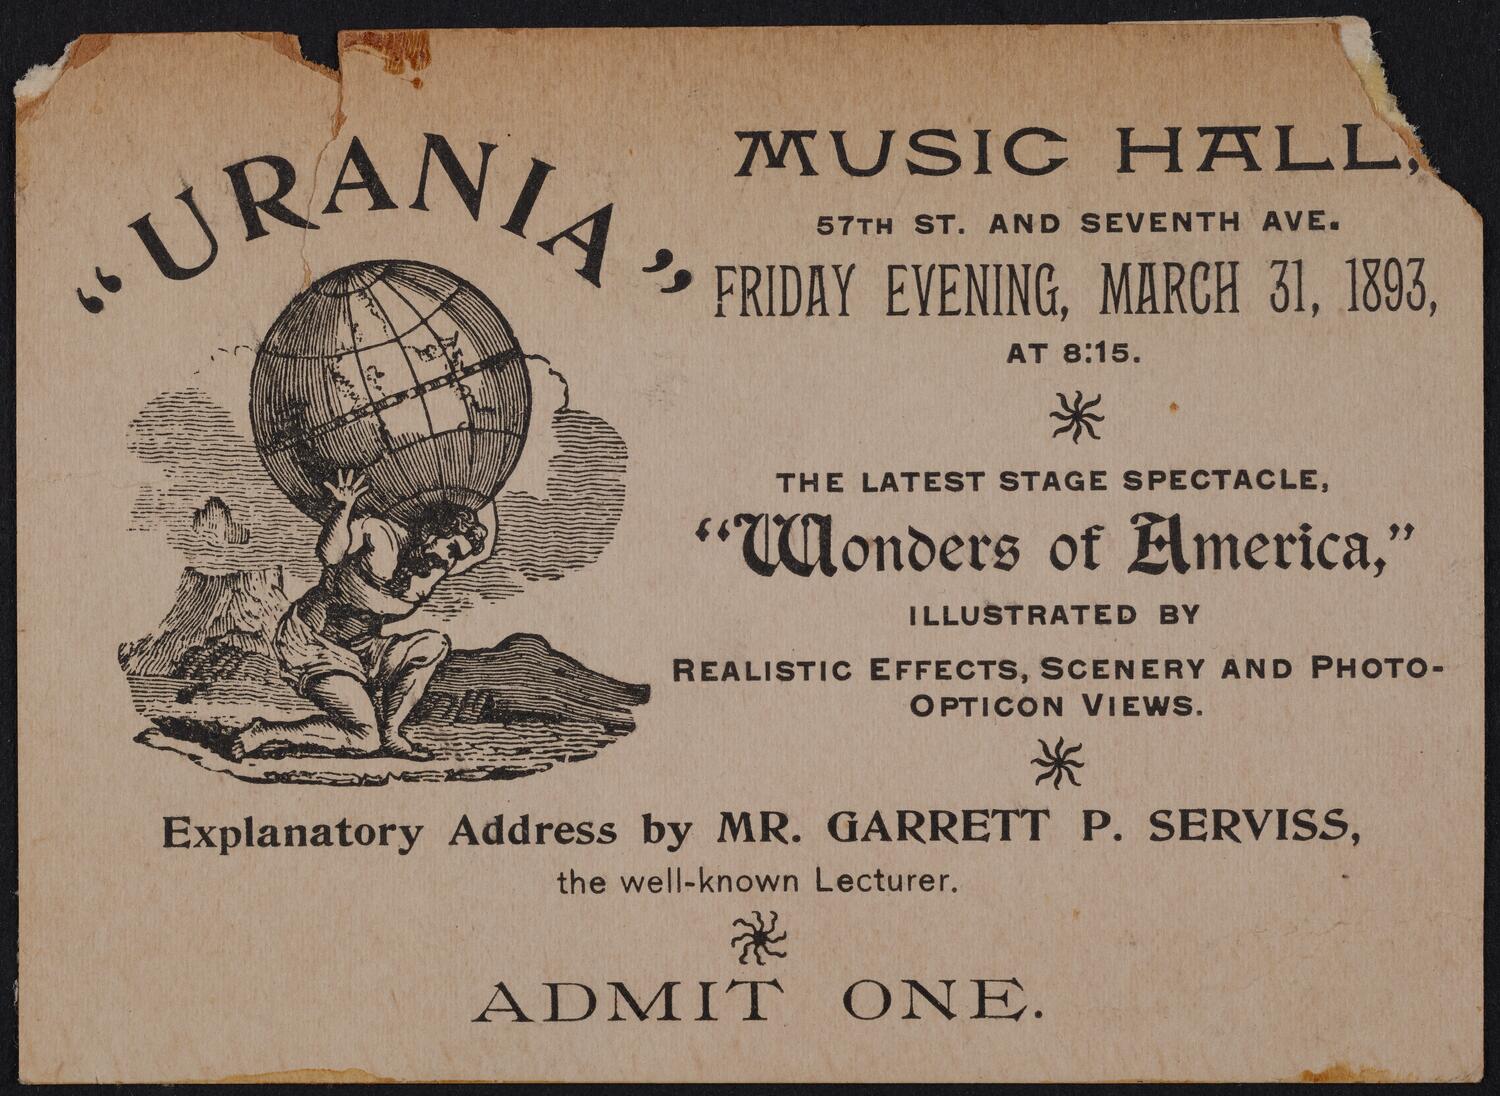 “URANIA”
MUSIC HALL,
57TH ST. AND SEVENTH AVE.
FRIDAY EVENING, MARCH 31, 1893,
AT 8:15.
THE LATEST STAGE SPECTACLE,
“Wonders of America,”
ILLUSTRATED BY
REALISTIC EFFECTS, SCENERY AND PHOTO-
OPTICON VIEWS.
Explanatory Address by MR. GARRETT P. SERVISS,
the well-known Lecturer.
ADMIT ONE.